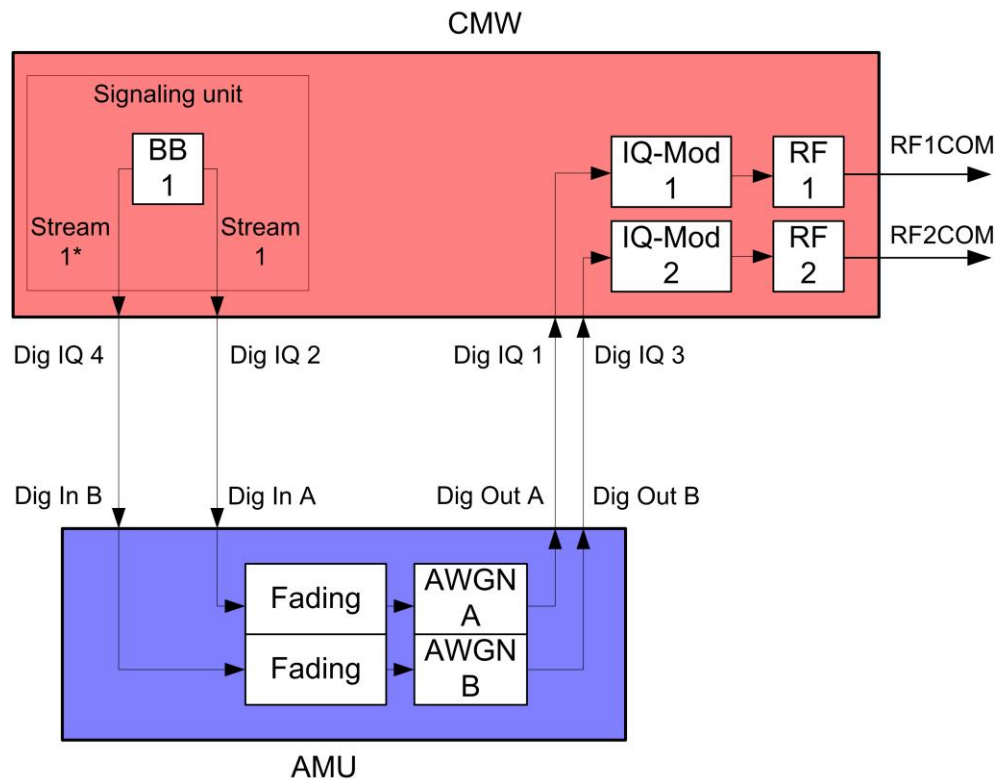 CMW
Signaling unit
BB
1
Stream
1*
Stream
1
IQ-Mod
1
RF
1
RF1COM
IQ-Mod
2
RF
2
RF2COM
Dig IQ 4
Dig IQ 2
Dig IQ 1
Dig IQ 3
Dig In B
Dig In A
Dig Out A
Dig Out B
Fading
AWGN
A
Fading
AWGN
B
AMU